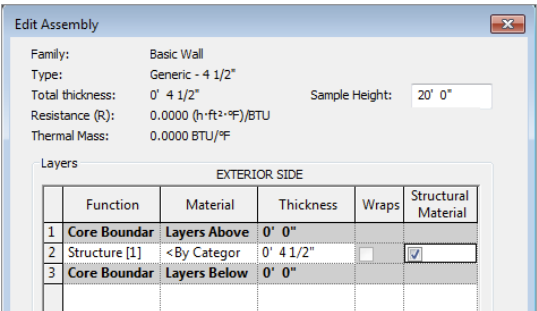 Edit Assembly
Family: Basic Wall
Type: Generic - 4 1/2"
Total thickness: 0' 4 1/2" Sample Height: 20' 0"
Resistance (R): 0.0000 (h·ft²·°F)/BTU
Thermal Mass: 0.0000 BTU/°F
Layers
EXTERIOR SIDE
Function Material Thickness Wraps Structural Material
1 Core Boundar Layers Above 0' 0"
2 Structure [1] <By Categor 0' 4 1/2"
3 Core Boundar Layers Below 0' 0"